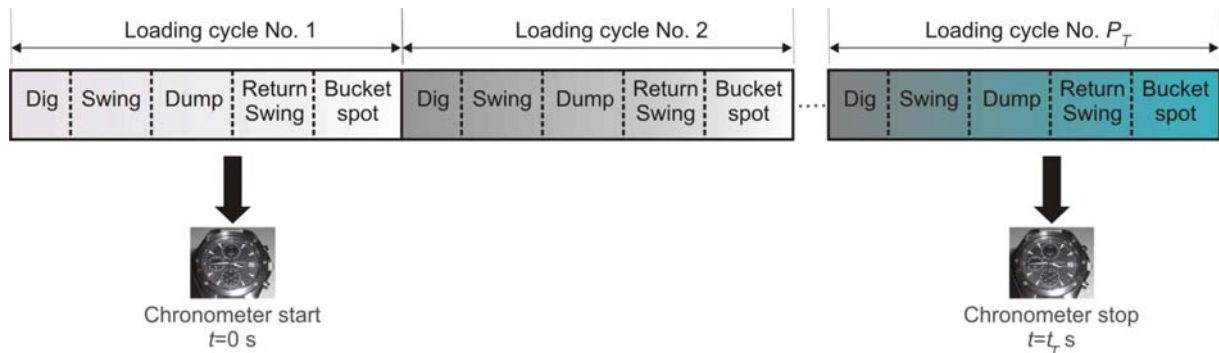 Loading cycle No. 1
Loading cycle No. 2
Loading cycle No. P_T
Dig
Swing
Dump
Return
Swing
Bucket
spot
Dig
Swing
Dump
Return
Swing
Bucket
spot
.....
Dig
Swing
Dump
Return
Swing
Bucket
spot
Chronometer start
t=0 s
Chronometer stop
t=t_T s